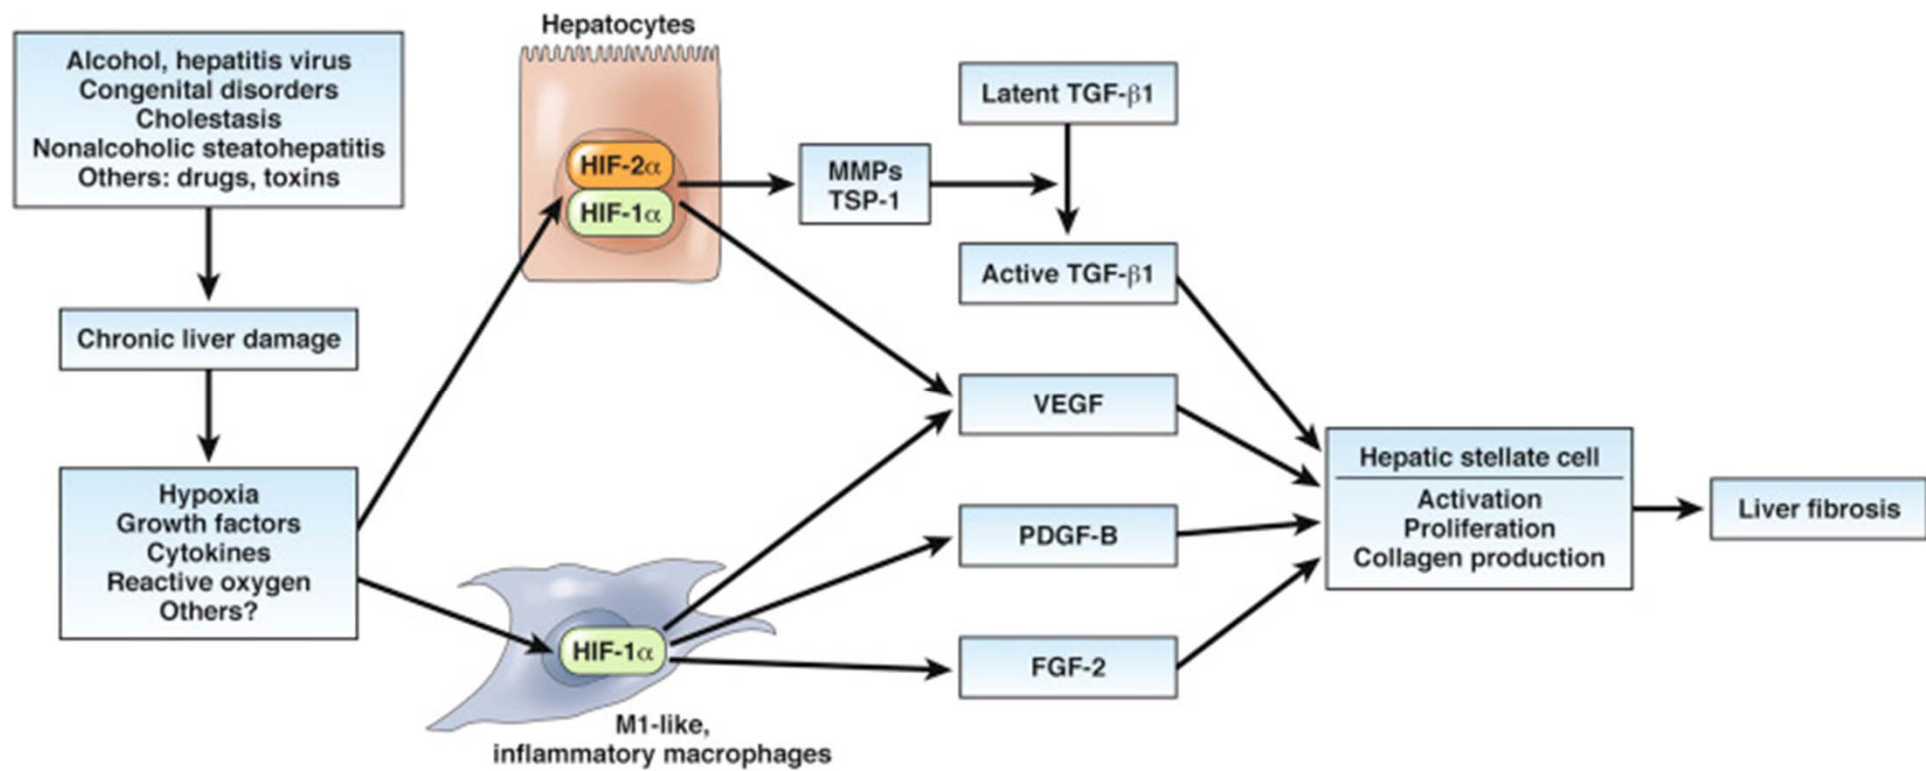 Alcohol, hepatitis virus
Congenital disorders
Cholestasis
Nonalcoholic steatohepatitis
Others: drugs, toxins
Chronic liver damage
Hypoxia
Growth factors
Cytokines
Reactive oxygen
Others?
Hepatocytes
HIF-2α
HIF-1α
HIF-1α
M1-like,
inflammatory macrophages
MMPs
TSP-1
Latent TGF-β1
Active TGF-β1
VEGF
PDGF-B
FGF-2
Hepatic stellate cell
Activation
Proliferation
Collagen production
Liver fibrosis